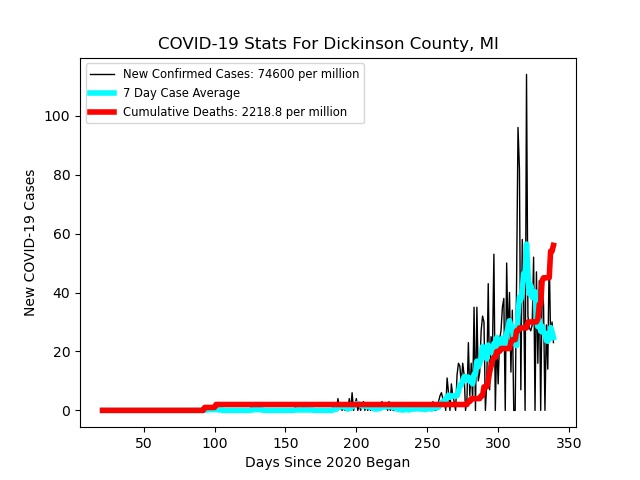 COVID-19 Stats For Dickinson County, MI
New Confirmed Cases: 74600 per million
7 Day Case Average
Cumulative Deaths: 2218.8 per million
New COVID-19 Cases
100
80
60
40
20
0
50 100 150 200 250 300 350
Days Since 2020 Began